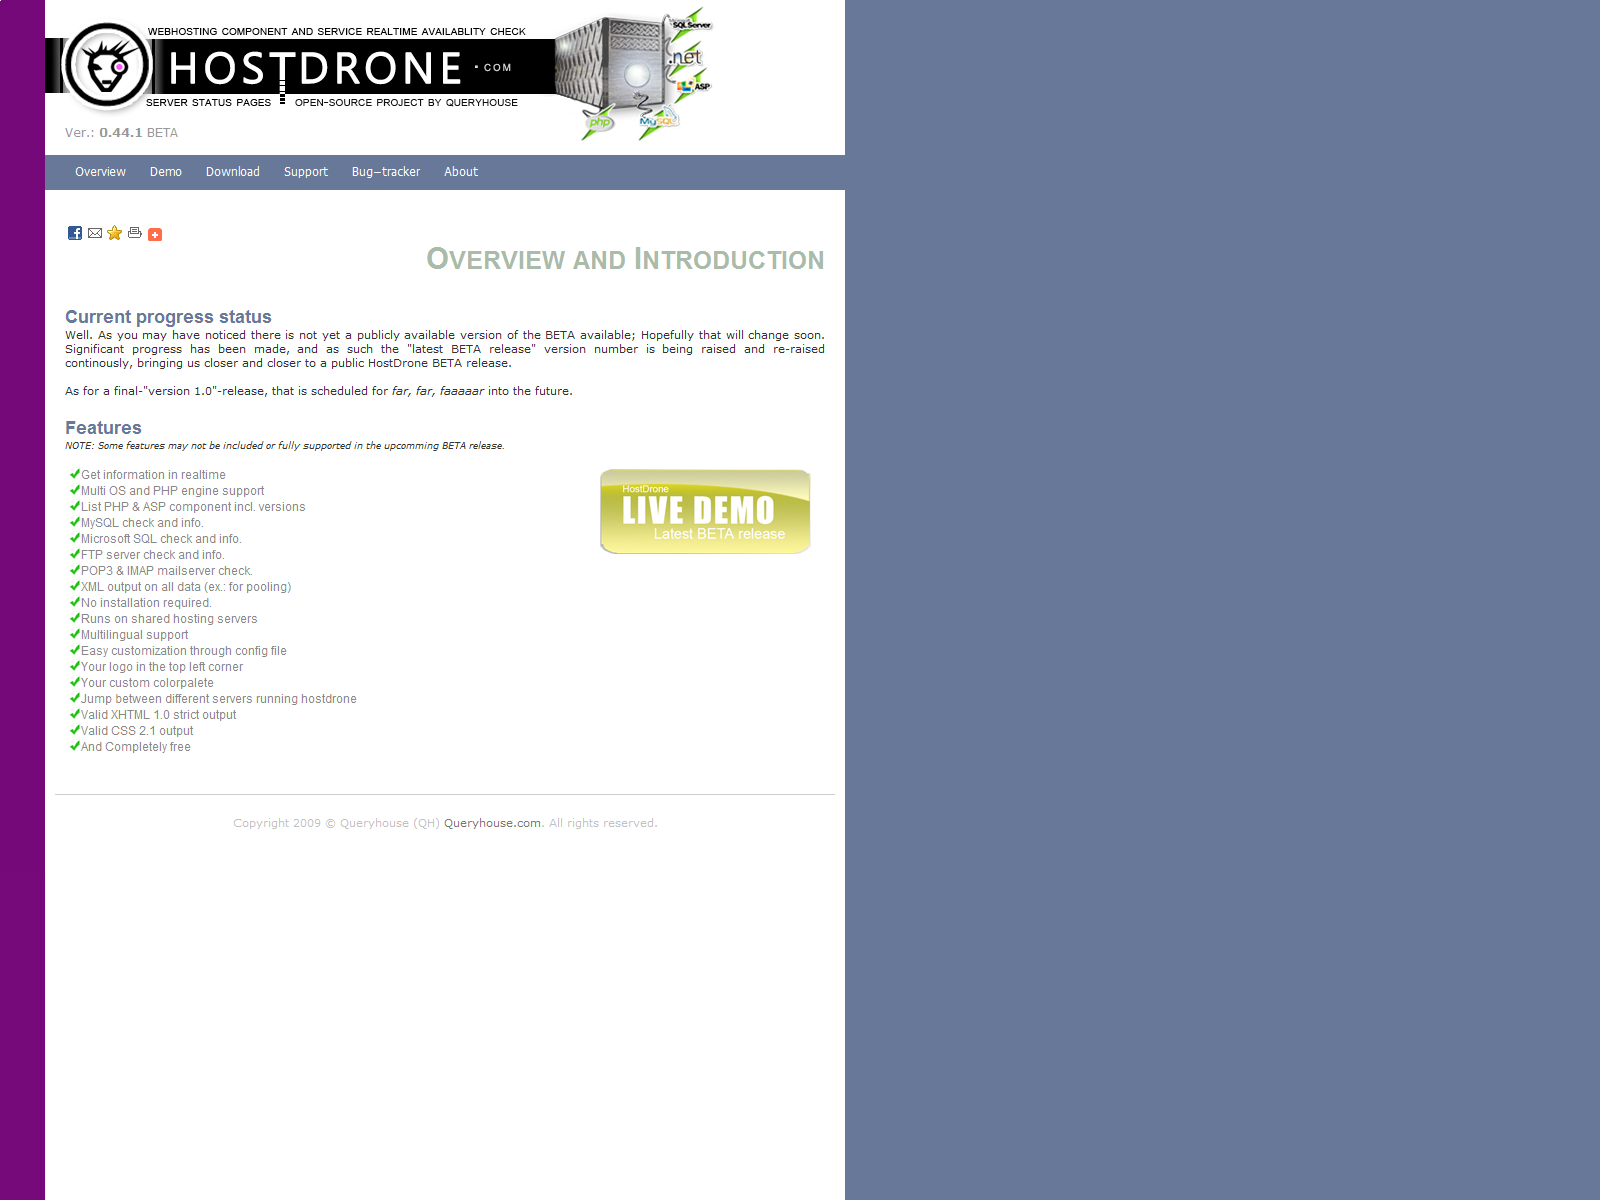 WEBHOSTING COMPONENT AND SERVICE REALTIME AVAILABLITY CHECK
HOSTDRONE .COM
SERVER STATUS PAGES OPEN-SOURCE PROJECT BY QUERYHOUSE
SQLServer
.net
ASP
php
MySQL
Ver.: 0.44.1 BETA
Overview Demo Download Support Bug-tracker About
OVERVIEW AND INTRODUCTION
Current progress status
Well. As you may have noticed there is not yet a publicly available version of the BETA available; Hopefully that will change soon.
Significant progress has been made, and as such the "latest BETA release" version number is being raised and re-raised
continously, bringing us closer and closer to a public HostDrone BETA release.
As for a final-"version 1.0"-release, that is scheduled for far, far, faaaaar into the future.
Features
NOTE: Some features may not be included or fully supported in the upcomming BETA release.
Get information in realtime
Multi OS and PHP engine support
List PHP & ASP component incl. versions
MySQL check and info.
Microsoft SQL check and info.
FTP server check and info.
POP3 & IMAP mailserver check.
XML output on all data (ex.: for pooling)
No installation required.
Runs on shared hosting servers
Multilingual support
Easy customization through config file
Your logo in the top left corner
Your custom colorpalete
Jump between different servers running hostdrone
Valid XHTML 1.0 strict output
Valid CSS 2.1 output
And Completely free
HostDrone
LIVE DEMO
Latest BETA release
Copyright 2009 © Queryhouse (QH) Queryhouse.com. All rights reserved.